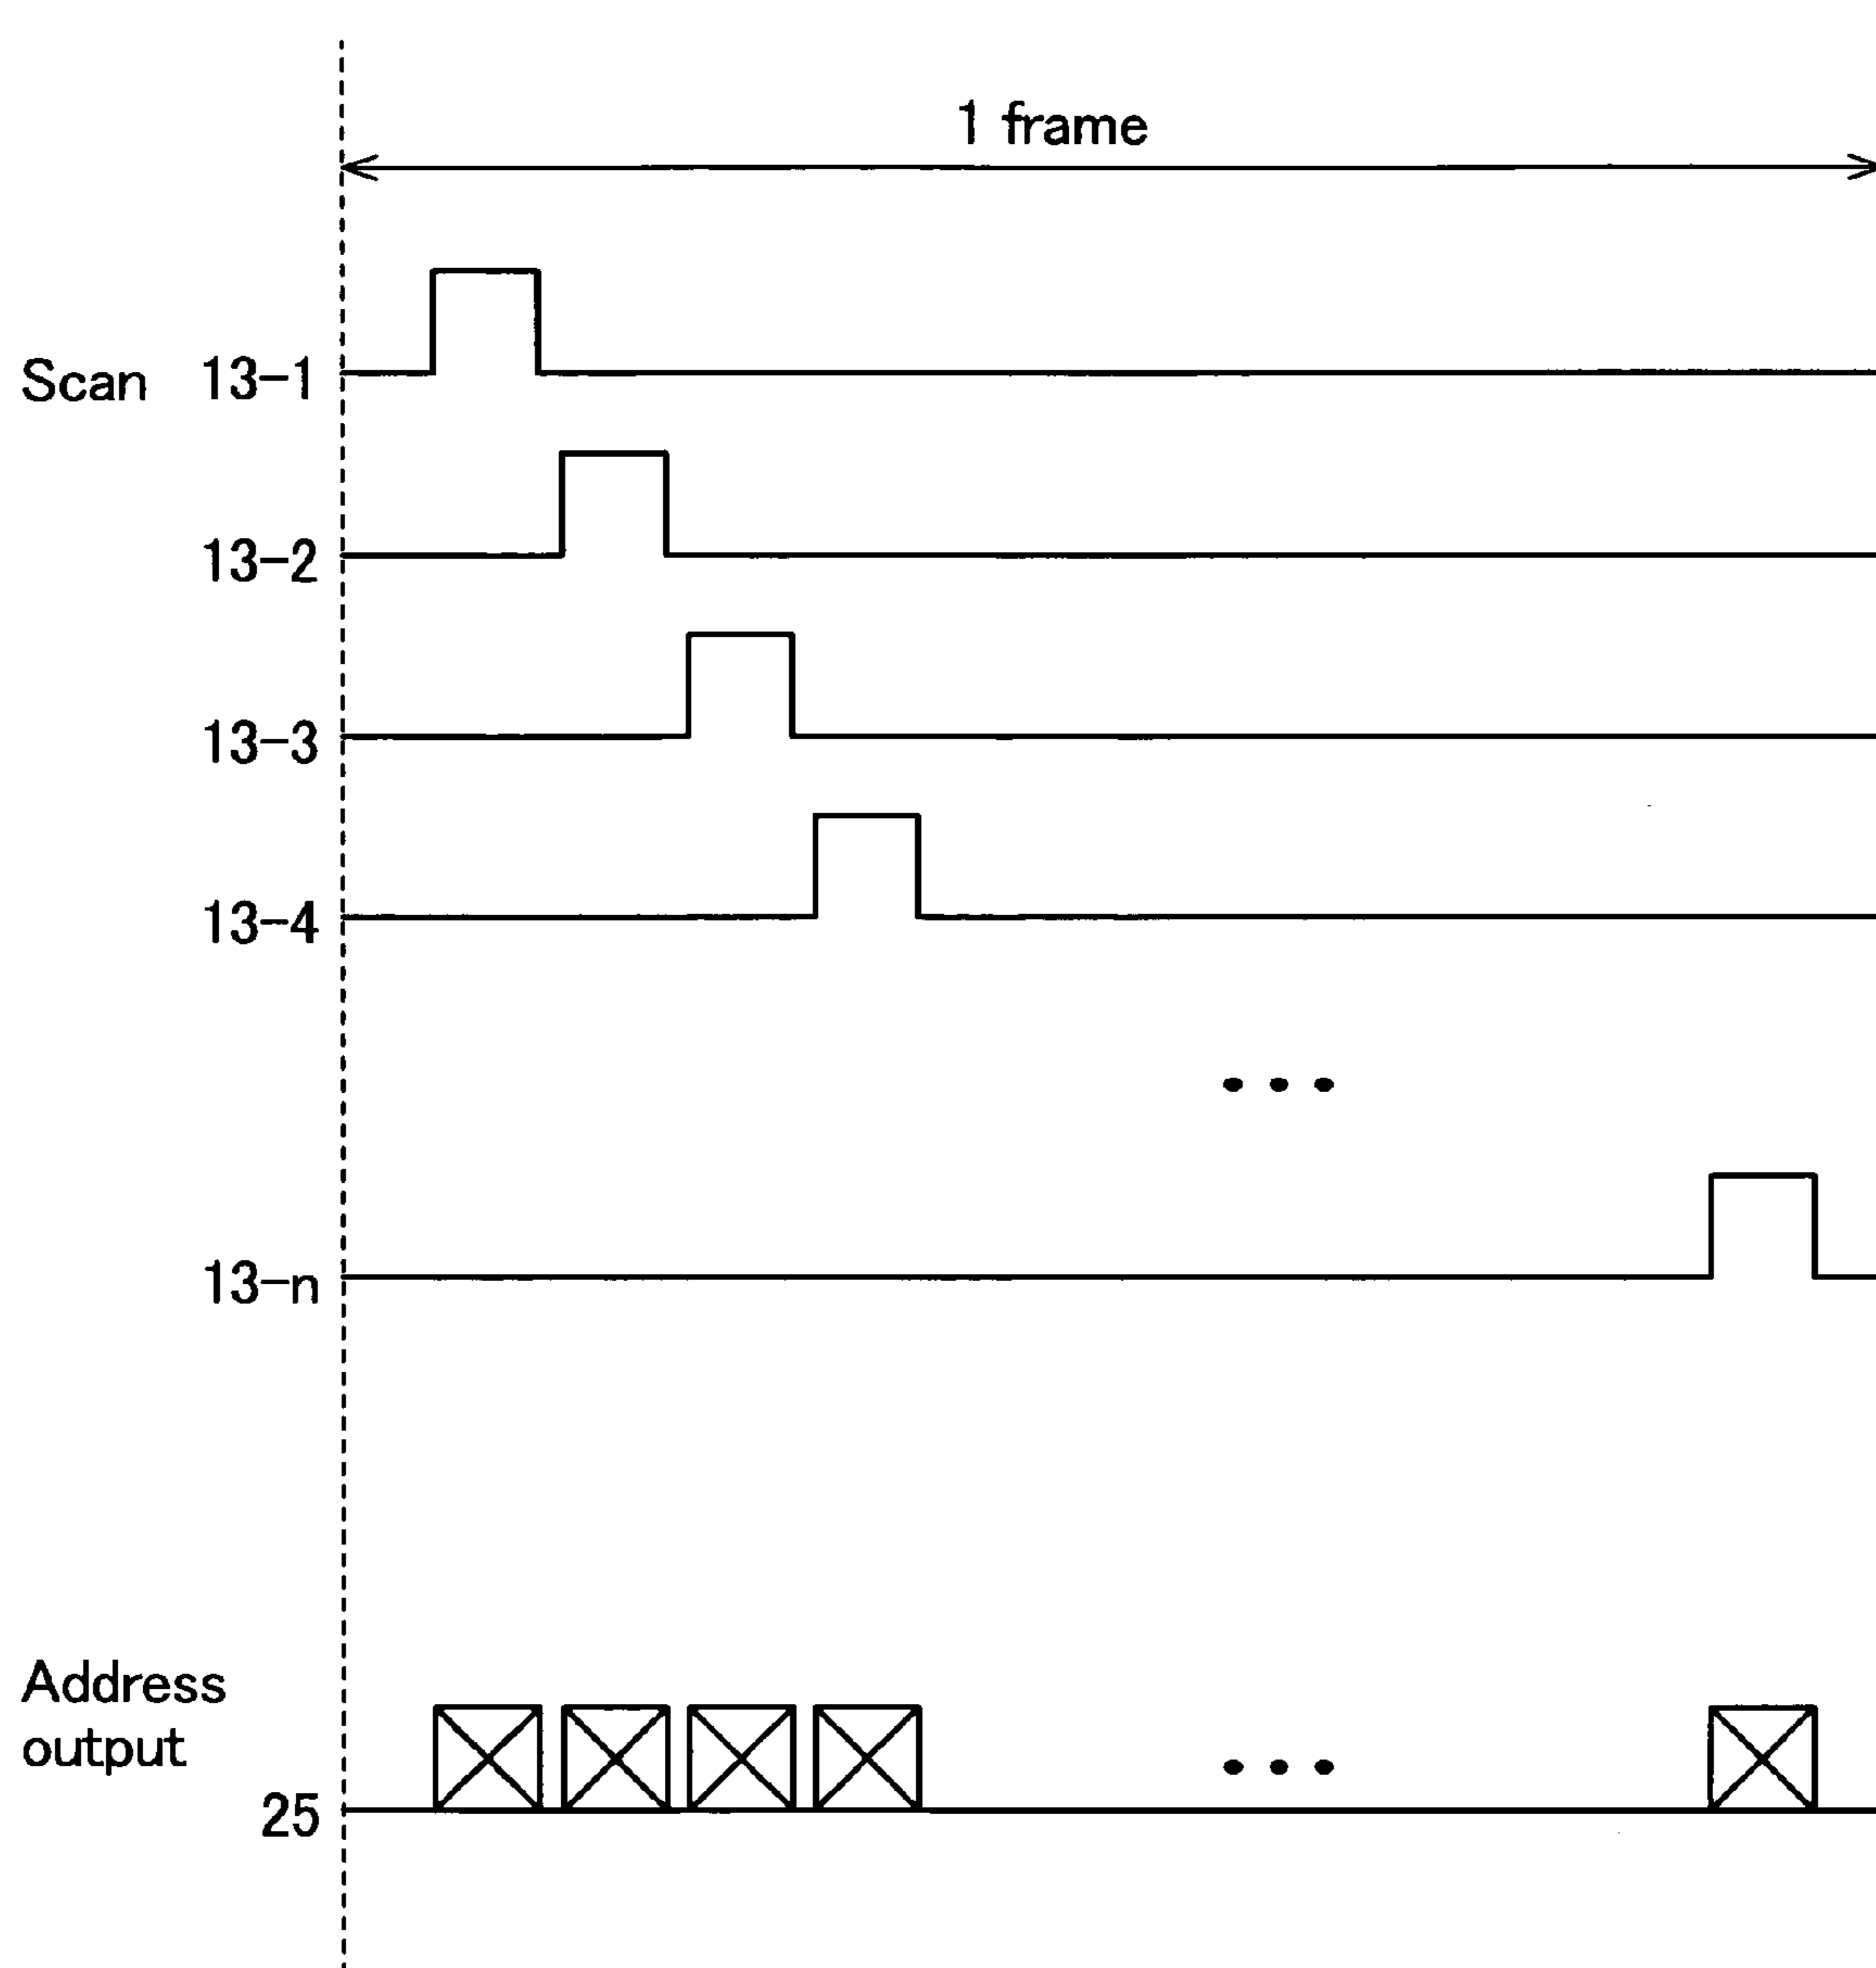 1 frame
Scan 13-1
13-2
13-3
13-4
• • •
13-n
Address
output
• • •
25